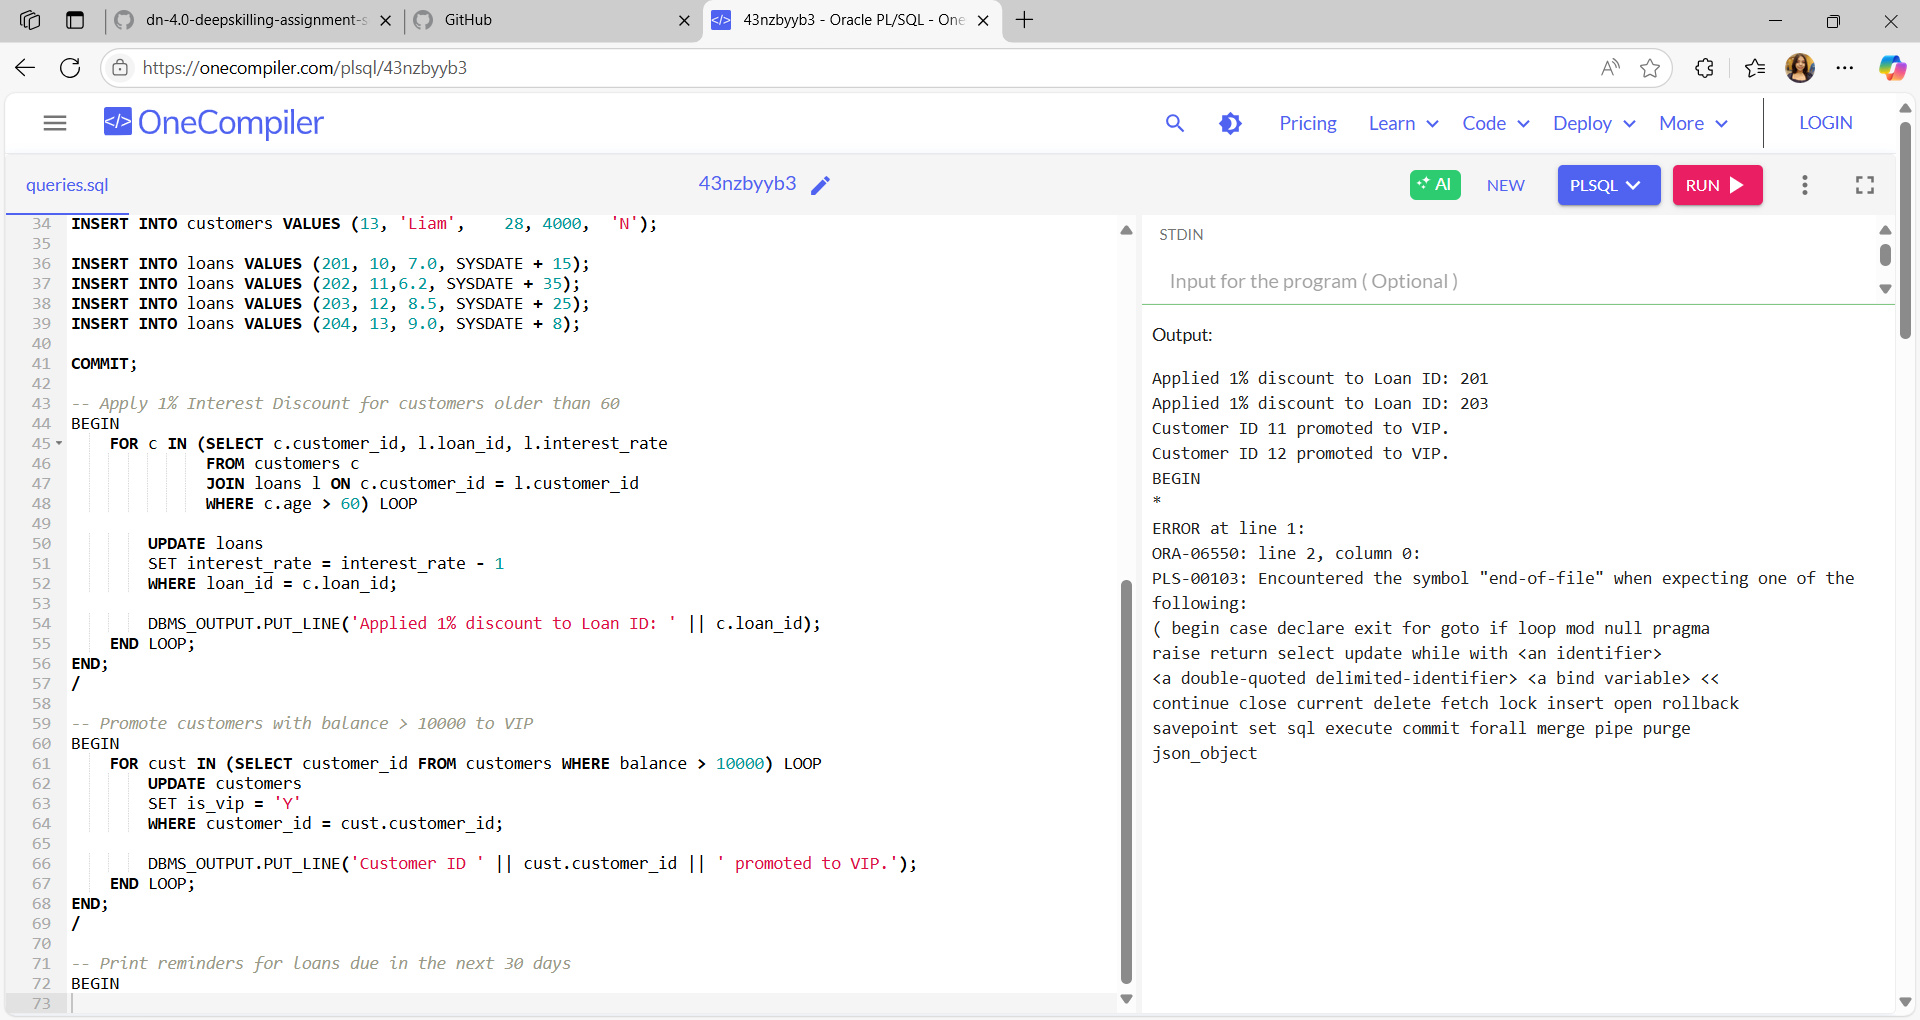 dn-4.0-deepskilling-assignment-s
GitHub
43nzbyyb3 - Oracle PL/SQL - One
https://onecompiler.com/plsql/43nzbyyb3
</> OneCompiler
Pricing
Learn
Code
Deploy
More
LOGIN
queries.sql
43nzbyyb3
AI
NEW
PLSQL
RUN
34 INSERT INTO customers VALUES (13, 'Liam',    28, 4000,  'N');
35
36 INSERT INTO loans VALUES (201, 10, 7.0, SYSDATE + 15);
37 INSERT INTO loans VALUES (202, 11,6.2, SYSDATE + 35);
38 INSERT INTO loans VALUES (203, 12, 8.5, SYSDATE + 25);
39 INSERT INTO loans VALUES (204, 13, 9.0, SYSDATE + 8);
40
41 COMMIT;
42
43 -- Apply 1% Interest Discount for customers older than 60
44 BEGIN
45     FOR c IN (SELECT c.customer_id, l.loan_id, l.interest_rate
46               FROM customers c
47               JOIN loans l ON c.customer_id = l.customer_id
48               WHERE c.age > 60) LOOP
49
50         UPDATE loans
51         SET interest_rate = interest_rate - 1
52         WHERE loan_id = c.loan_id;
53
54         DBMS_OUTPUT.PUT_LINE('Applied 1% discount to Loan ID: ' || c.loan_id);
55     END LOOP;
56 END;
57 /
58
59 -- Promote customers with balance > 10000 to VIP
60 BEGIN
61     FOR cust IN (SELECT customer_id FROM customers WHERE balance > 10000) LOOP
62         UPDATE customers
63         SET is_vip = 'Y'
64         WHERE customer_id = cust.customer_id;
65
66         DBMS_OUTPUT.PUT_LINE('Customer ID ' || cust.customer_id || ' promoted to VIP.');
67     END LOOP;
68 END;
69 /
70
71 -- Print reminders for loans due in the next 30 days
72 BEGIN
73
STDIN
Input for the program ( Optional )
Output:
Applied 1% discount to Loan ID: 201
Applied 1% discount to Loan ID: 203
Customer ID 11 promoted to VIP.
Customer ID 12 promoted to VIP.
BEGIN
*
ERROR at line 1:
ORA-06550: line 2, column 0:
PLS-00103: Encountered the symbol "end-of-file" when expecting one of the
following:
( begin case declare exit for goto if loop mod null pragma
raise return select update while with <an identifier>
<a double-quoted delimited-identifier> <a bind variable> <<
continue close current delete fetch lock insert open rollback
savepoint set sql execute commit forall merge pipe purge
json_object